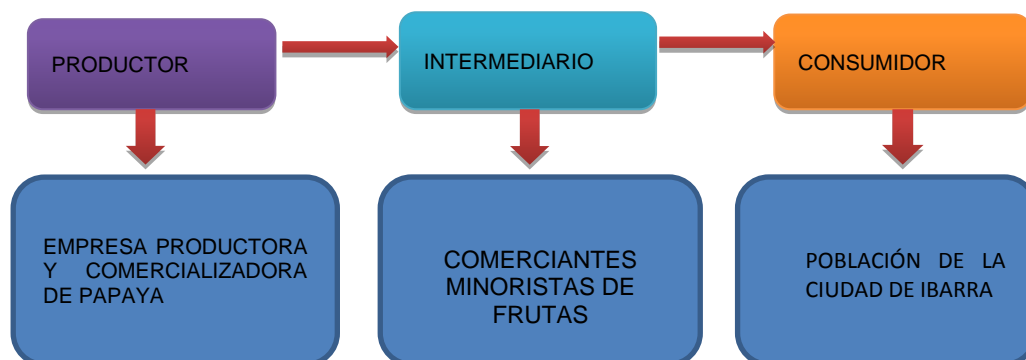 PRODUCTOR
INTERMEDIARIO
CONSUMIDOR
EMPRESA PRODUCTORA
Y COMERCIALIZADORA
DE PAPAYA
COMERCIANTES
MINORISTAS DE
FRUTAS
POBLACIÓN DE LA
CIUDAD DE IBARRA